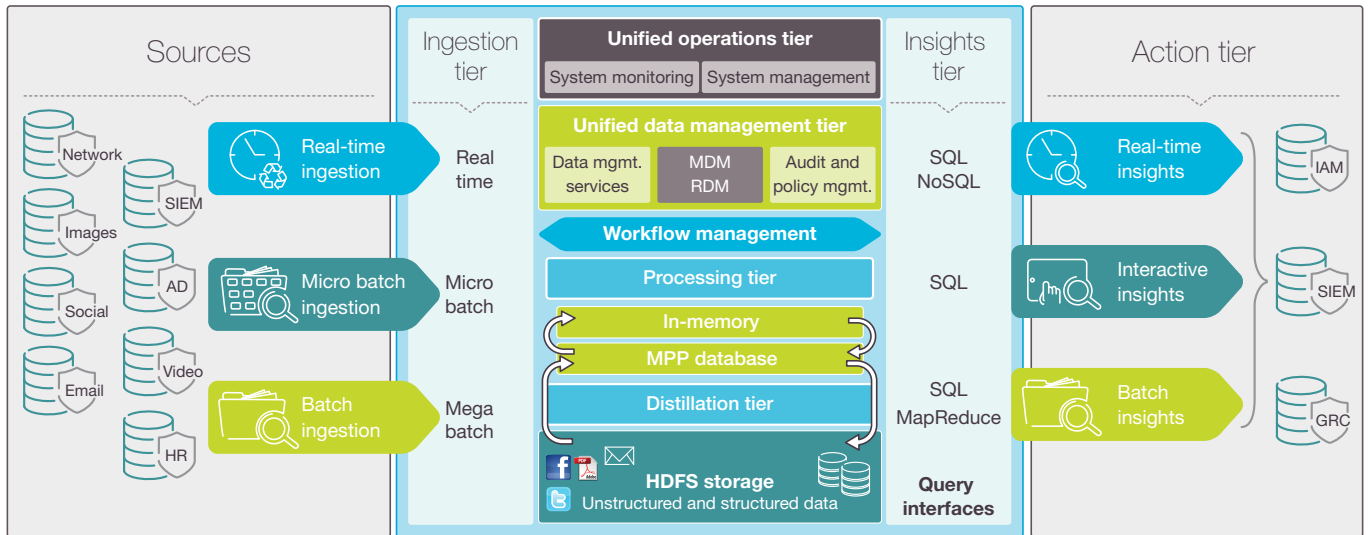 Sources
Network
SIEM
Images
AD
Social
Video
Email
HR
Real-time
ingestion
Micro batch
ingestion
Batch
ingestion
Ingestion
tier
Real
time
Micro
batch
Mega
batch
Unified operations tier
System monitoring
System management
Unified data management tier
Data mgmt.
services
MDM
RDM
Audit and
policy mgmt.
Workflow management
Processing tier
In-memory
MPP database
Distillation tier
PDF
Adobe
HDFS storage
Unstructured and structured data
Insights
tier
SQL
NoSQL
SQL
SQL
MapReduce
Query
interfaces
Action tier
Real-time
insights
Interactive
insights
Batch
insights
IAM
SIEM
GRC